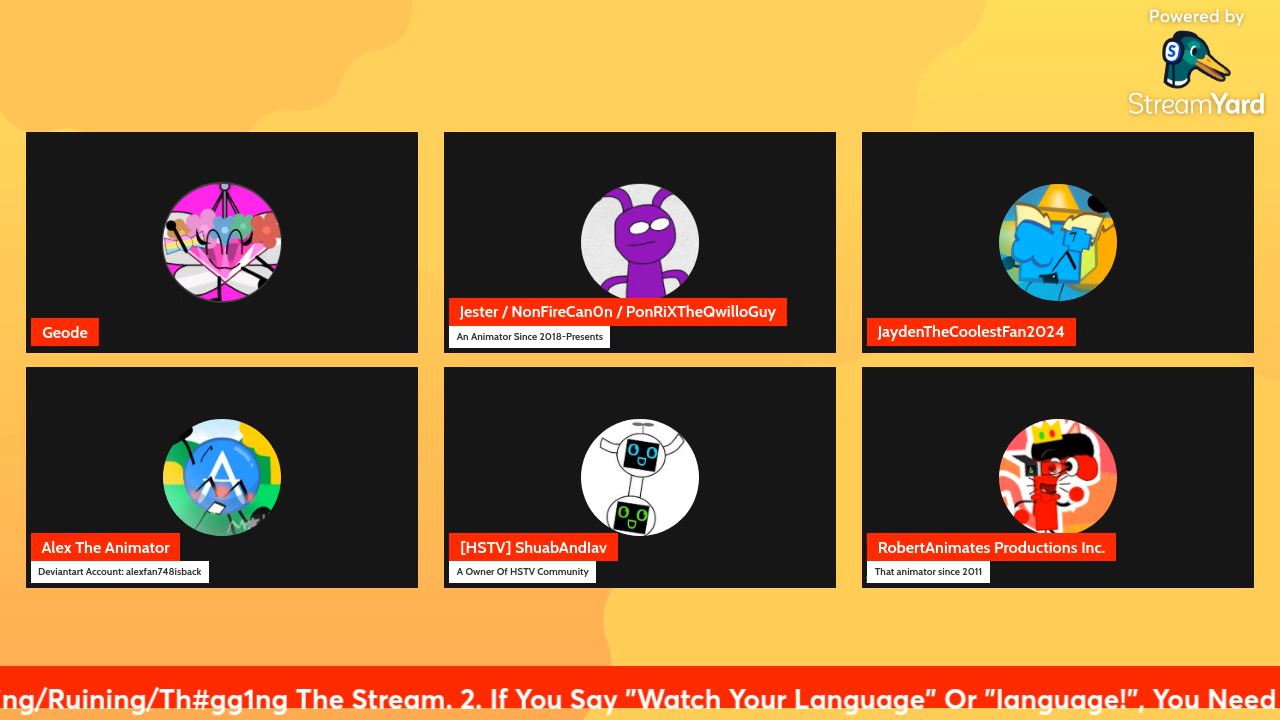 Powered by
StreamYard
Geode
Jester / NonFireCan0n / PonRiXTheQwilloGuy
An Animator Since 2018-Presents
JaydenTheCoolestFan2024
Alex The Animator
Deviantart Account: alexfan748isback
[HSTV] ShuabAndIav
A Owner Of HSTV Community
RobertAnimates Productions Inc.
That animator since 2011
ng/Ruining/Th#gg1ng The Stream. 2. If You Say "Watch Your Language" Or "language!", You Need